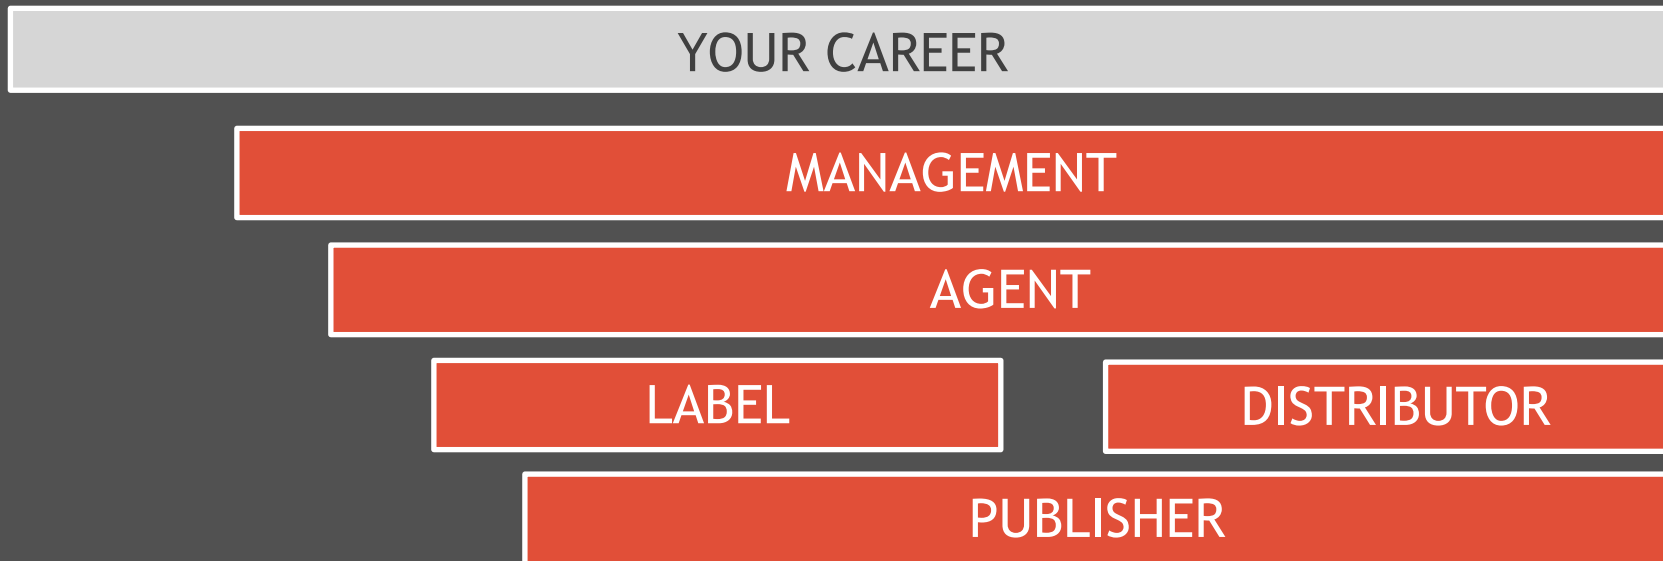 YOUR CAREER
MANAGEMENT
AGENT
LABEL
DISTRIBUTOR
PUBLISHER